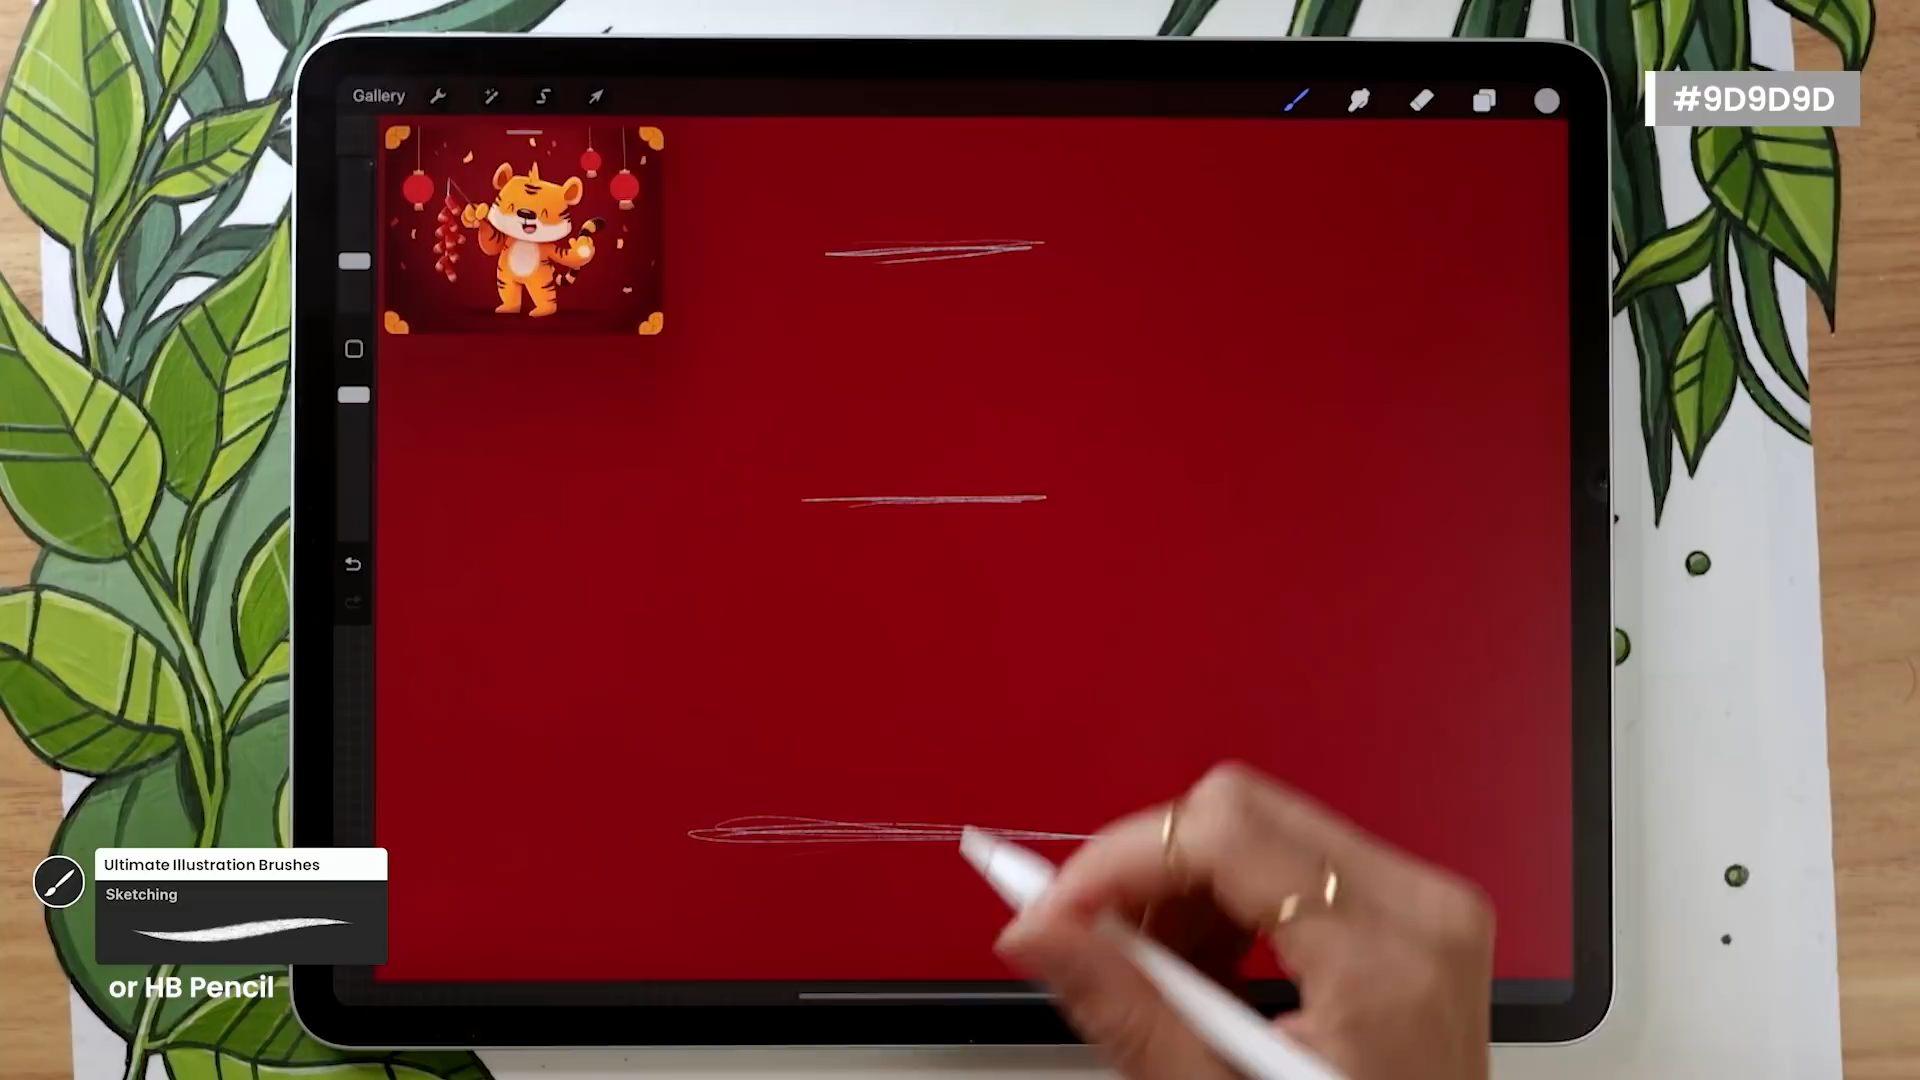 Gallery
#9D9D9D
Ultimate Illustration Brushes
Sketching
or HB Pencil